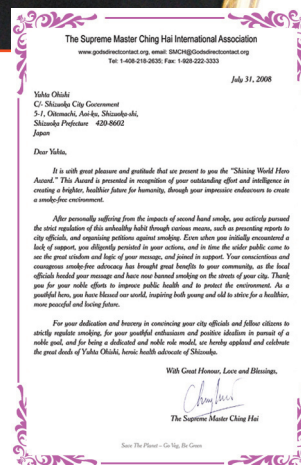 The Supreme Master Ching Hai International Association
www.godsdirectcontact.org, email: SMCH@Godsdirectcontact.org
Tel: 1-408-218-2635; Fax: 1-928-222-3333
July 31, 2008
Yuhta Ohishi
C/- Shizuoka City Government
5-1, Oitemachi, Aoi-ku, Shizuoka-shi,
Shizuoka Prefecture 420-8602
Japan
Dear Yuhta,
It is with great pleasure and gratitude that we present to you the "Shining World Hero
Award." This Award is presented in recognition of your outstanding effort and intelligence in
creating a brighter, healthier future for humanity, through your impressive endeavours to create
a smoke-free environment.
After personally suffering from the impacts of second hand smoke, you actively pursued
the strict regulation of this unhealthy habit through various means, such as presenting reports to
city officials, and organising petitions against smoking. Even when you initially encountered a
lack of support, you diligently persisted in your actions, and in time the wider public came to
see the great wisdom and logic of your message, and joined in support. Your conscientious and
courageous smoke-free advocacy has brought great benefits to your community, as the local
officials heeded your message and have now banned smoking on the streets of your city. Thank
you for your noble efforts to improve public health and to protect the environment. As a
youthful hero, you have blessed our world, inspiring both young and old to strive for a healthier,
more peaceful and loving future.
For your dedication and bravery in convincing your city officials and fellow citizens to
strictly regulate smoking, for your youthful enthusiasm and positive idealism in pursuit of a
noble goal, and for being a dedicated and noble role model, we hereby applaud and celebrate
the great deeds of Yuhta Ohishi, heroic health advocate of Shizuoka.
With Great Honour, Love and Blessings,
The Supreme Master Ching Hai
Save The Planet – Go Veg, Be Green